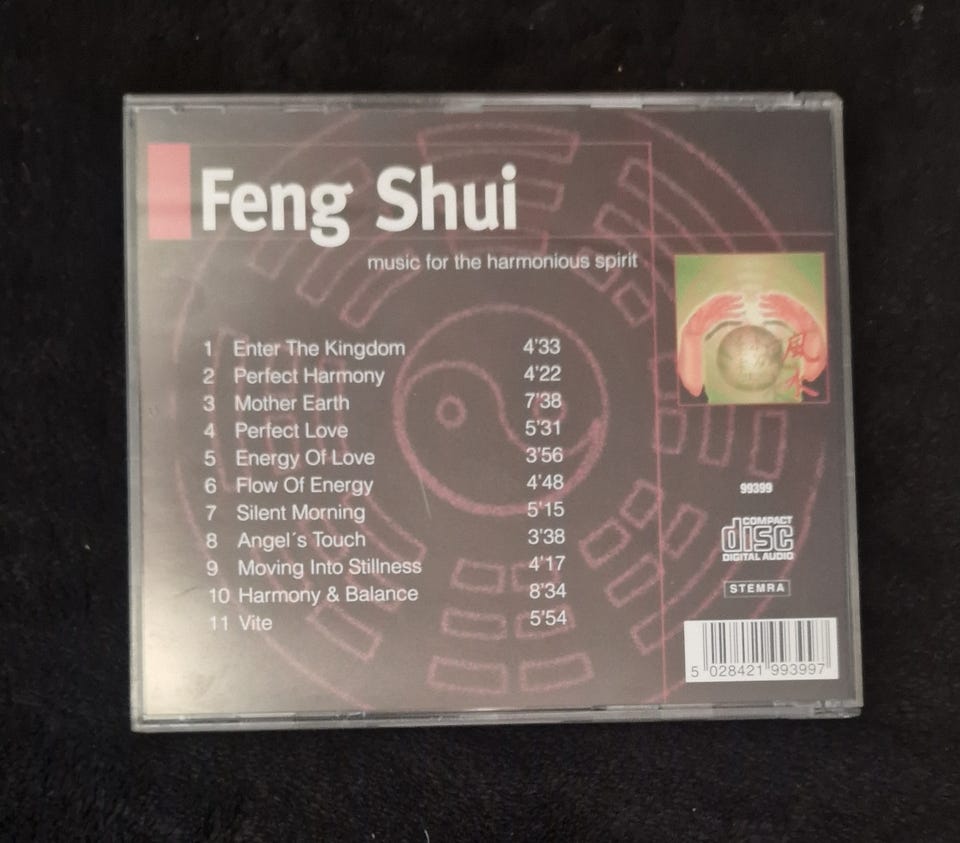 Feng Shui
music for the harmonious spirit
1 Enter The Kingdom 4'33
2 Perfect Harmony 4'22
3 Mother Earth 7'38
4 Perfect Love 5'31
5 Energy Of Love 3'56
6 Flow Of Energy 4'48
7 Silent Morning 5'15
8 Angel´s Touch 3'38
9 Moving Into Stillness 4'17
10 Harmony & Balance 8'34
11 Vite 5'54
風
水
99399
COMPACT
disc
DIGITAL AUDIO
STEMRA
5 028421 993997